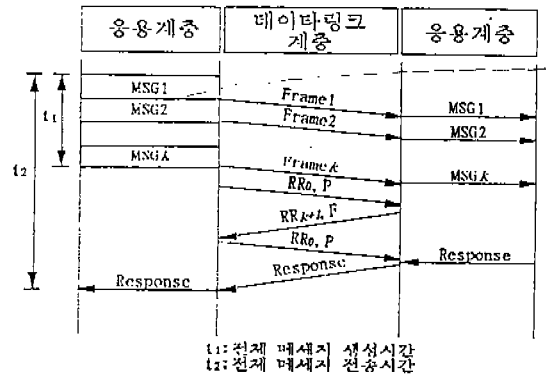 응용계층
데이타링크
계층
응용계층
MSG1
Frame1
MSG1
MSG2
Frame2
MSG2
t₁
MSGk
Framek
MSGk
RR₀, P
t₂
RRk+1, F
RR₀, P
Response
Response
Response
t₁: 전체 메세지 생성시간
t₂: 전체 메세지 전송시간